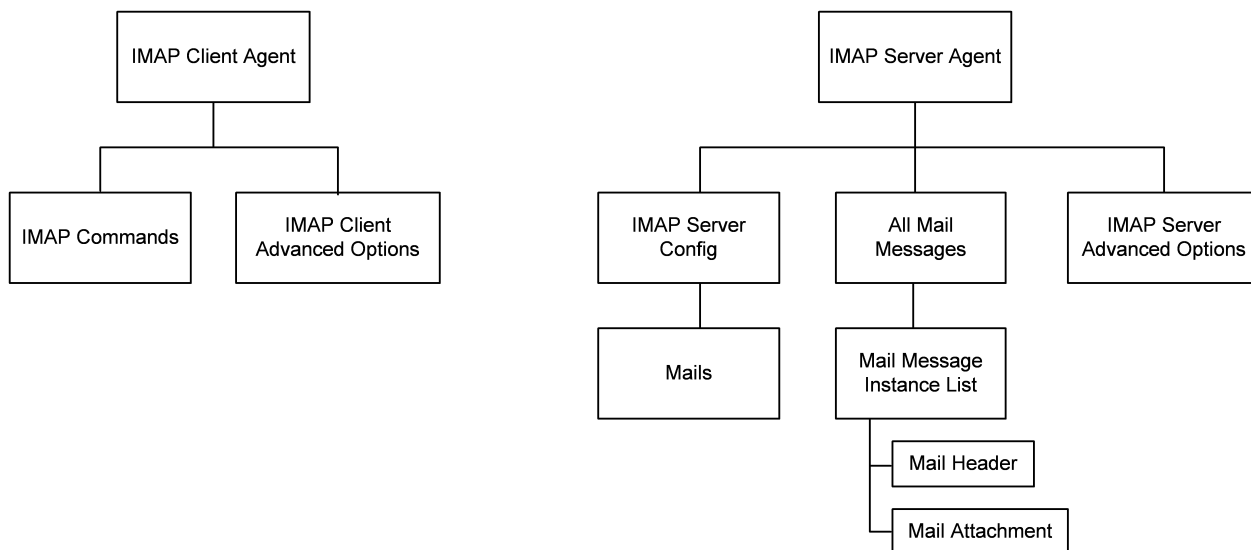 IMAP Client Agent
IMAP Commands
IMAP Client
Advanced Options
IMAP Server Agent
IMAP Server
Config
All Mail
Messages
IMAP Server
Advanced Options
Mails
Mail Message
Instance List
Mail Header
Mail Attachment